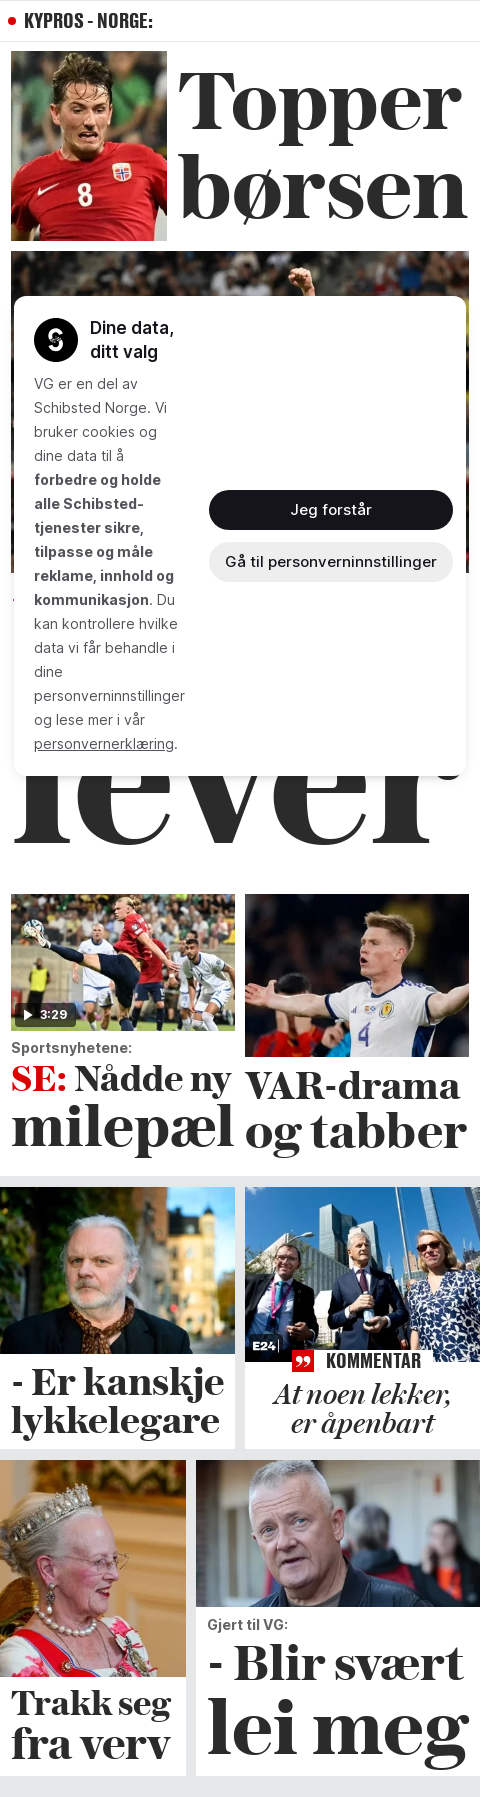 KYPROS - NORGE:
Topper
børsen
8
Dine data,
ditt valg
VG er en del av
Schibsted Norge. Vi
bruker cookies og
dine data til å
forbedre og holde
alle Schibsted-
tjenester sikre,
tilpasse og måle
reklame, innhold og
kommunikasjon. Du
kan kontrollere hvilke
data vi får behandle i
dine
personverninnstillinger
og lese mer i vår
personvernerklæring.
Jeg forstår
Gå til personverninnstillinger
lever
3:29
Sportsnyhetene:
SE: Nådde ny
milepæl
4
VAR-drama
og tabber
- Er kanskje
lykkelegare
E24
KOMMENTAR
At noen lekker,
er åpenbart
Trakk seg
fra verv
Gjert til VG:
- Blir svært
lei meg